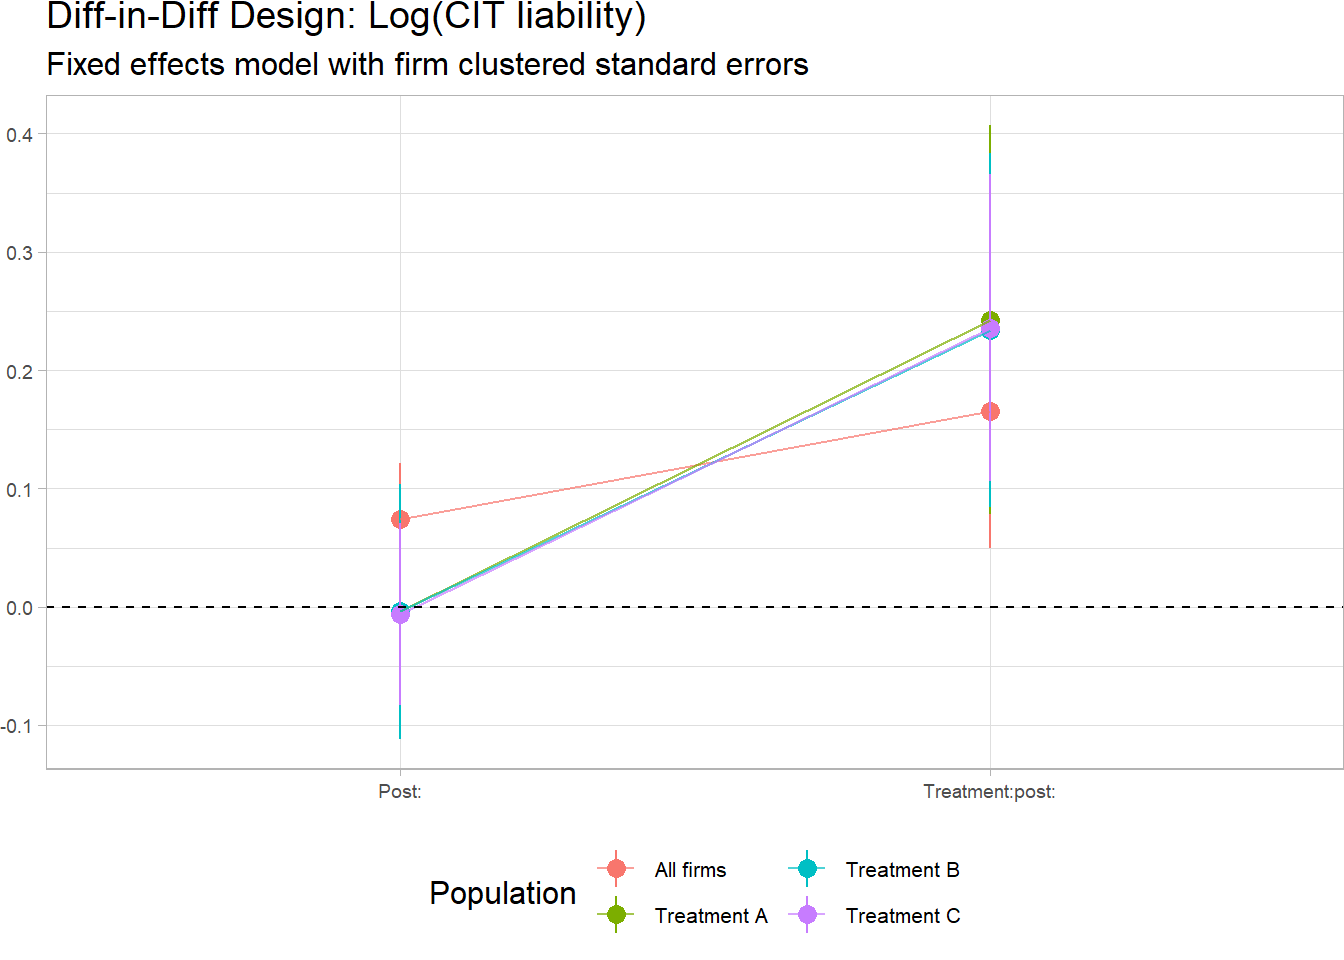 Diff-in-Diff Design: Log(CIT liability)
Fixed effects model with firm clustered standard errors
0.4
0.3
0.2
0.1
0.0
-0.1
Post:
Treatment:post:
Population
All firms
Treatment B
Treatment A
Treatment C